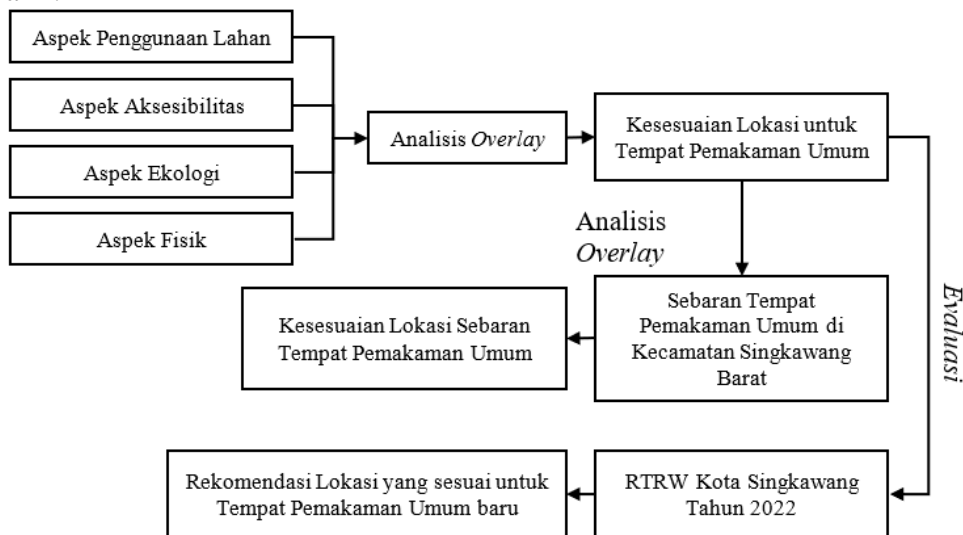 Aspek Penggunaan Lahan
Aspek Aksesibilitas
Aspek Ekologi
Aspek Fisik
Analisis Overlay
Kesesuaian Lokasi untuk
Tempat Pemakaman Umum
Analisis
Overlay
Evaluasi
Sebaran Tempat
Pemakaman Umum di
Kecamatan Singkawang
Barat
Kesesuaian Lokasi Sebaran
Tempat Pemakaman Umum
RTRW Kota Singkawang
Tahun 2022
Rekomendasi Lokasi yang sesuai untuk
Tempat Pemakaman Umum baru